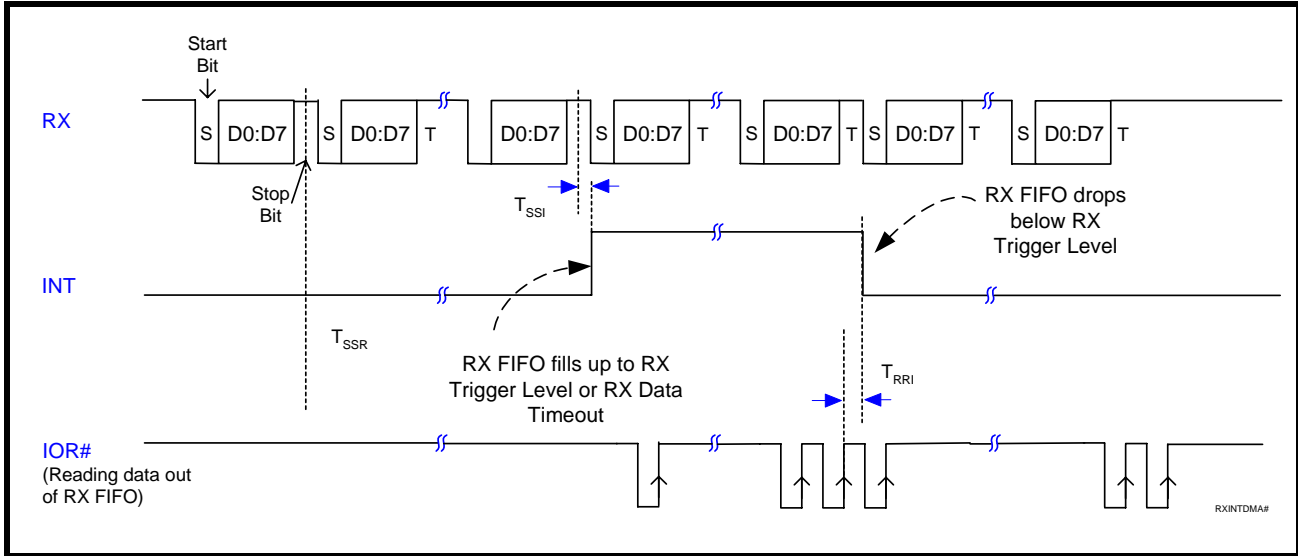 Start
Bit
RX
S D0:D7 S D0:D7 T D0:D7 S D0:D7 T S D0:D7 T S D0:D7 T S D0:D7 T
Stop
Bit
TSSI
RX FIFO drops
below RX
Trigger Level
INT
TSSR
RX FIFO fills up to RX
Trigger Level or RX Data
Timeout
TRRI
IOR#
(Reading data out
of RX FIFO)
RXINTDMA#